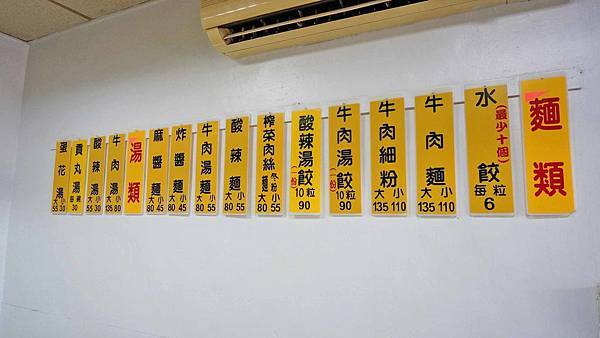 麵類
水餃 (最少十個) 每粒 6
牛肉麵 大135 小110
牛肉細粉 大135 小110
牛肉湯餃 (一份) 10粒 90
酸辣湯餃 (一份) 10粒 90
榨菜肉絲麵 冬粉 大80 小55
酸辣麵 大80 小55
牛肉湯麵 大80 小55
炸醬麵 大80 小45
麻醬麵 大80 小45
湯類
牛肉湯 大135 小80
酸辣湯 大55 小30
貢丸湯 每碗 30
蛋花湯 大55 小30